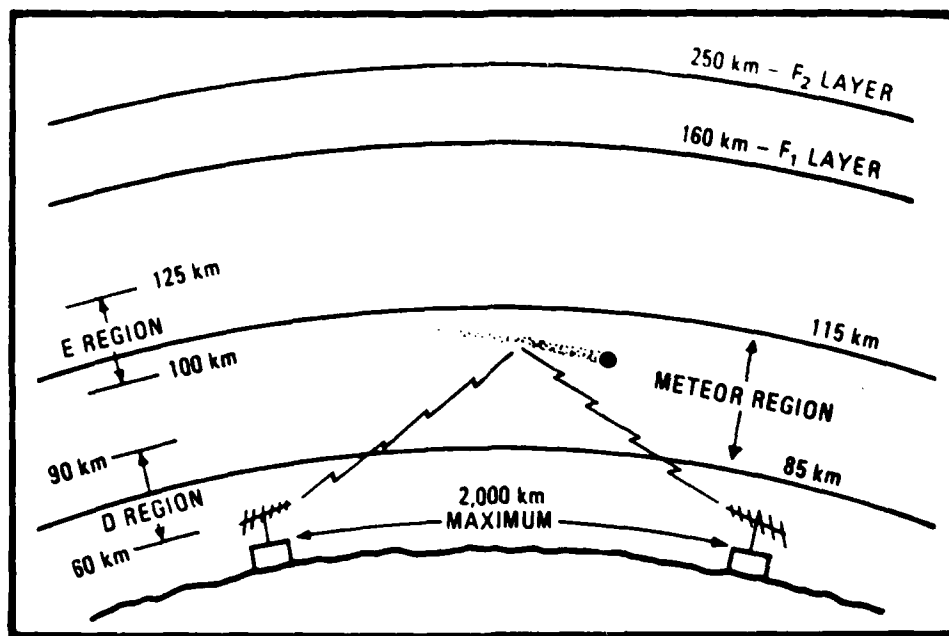 250 km – F₂ LAYER
160 km – F₁ LAYER
125 km
E REGION
100 km
115 km
METEOR REGION
90 km
85 km
D REGION
60 km
2,000 km
MAXIMUM